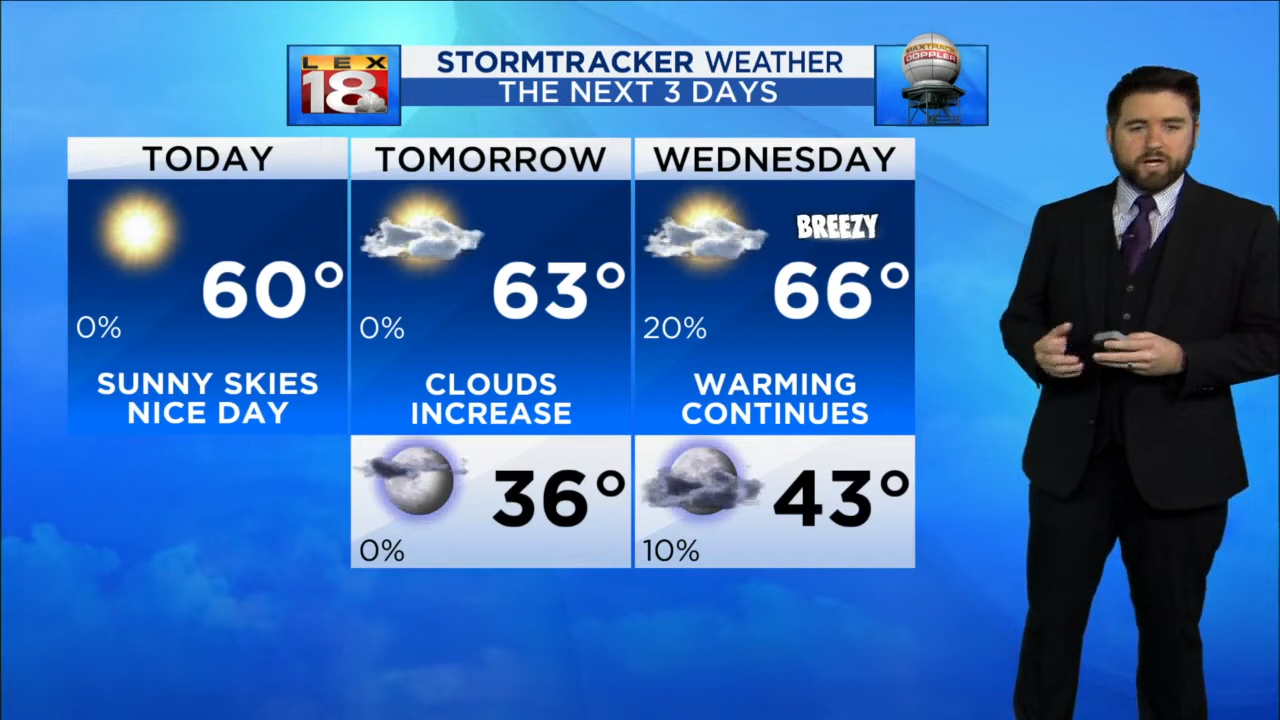 LEX
18
STORMTRACKER WEATHER
THE NEXT 3 DAYS
MAXTRACK
DOPPLER
TODAY
60°
0%
SUNNY SKIES
NICE DAY
TOMORROW
63°
0%
CLOUDS
INCREASE
36°
0%
WEDNESDAY
BREEZY
66°
20%
WARMING
CONTINUES
43°
10%